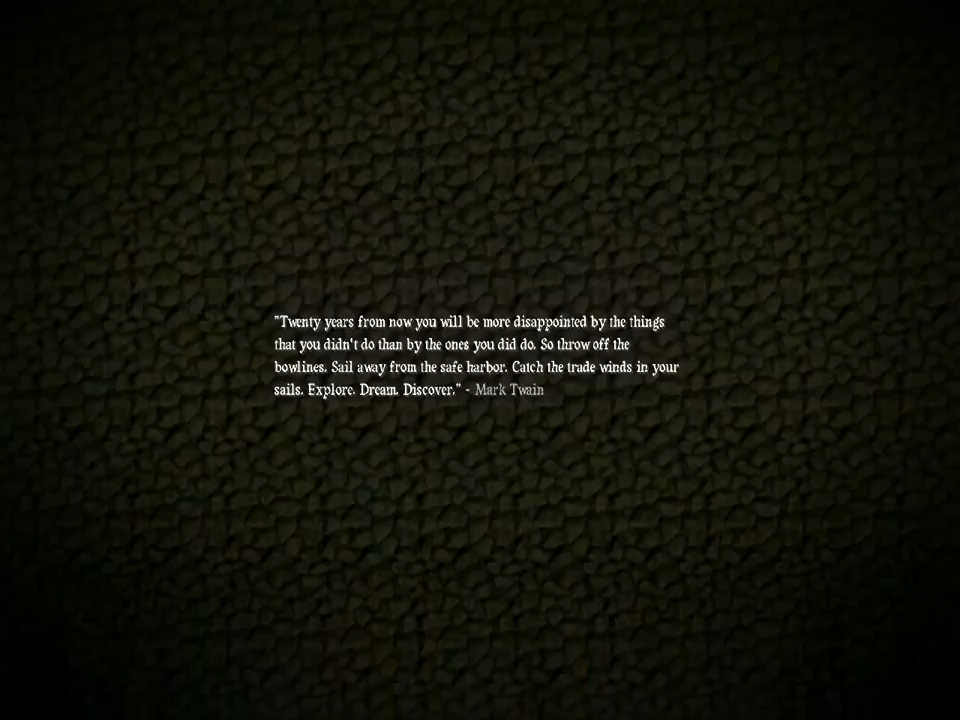 "Twenty years from now you will be more disappointed by the things
that you didn't do than by the ones you did do. So throw off the
bowlines. Sail away from the safe harbor. Catch the trade winds in your
sails. Explore. Dream. Discover." - Mark Twain